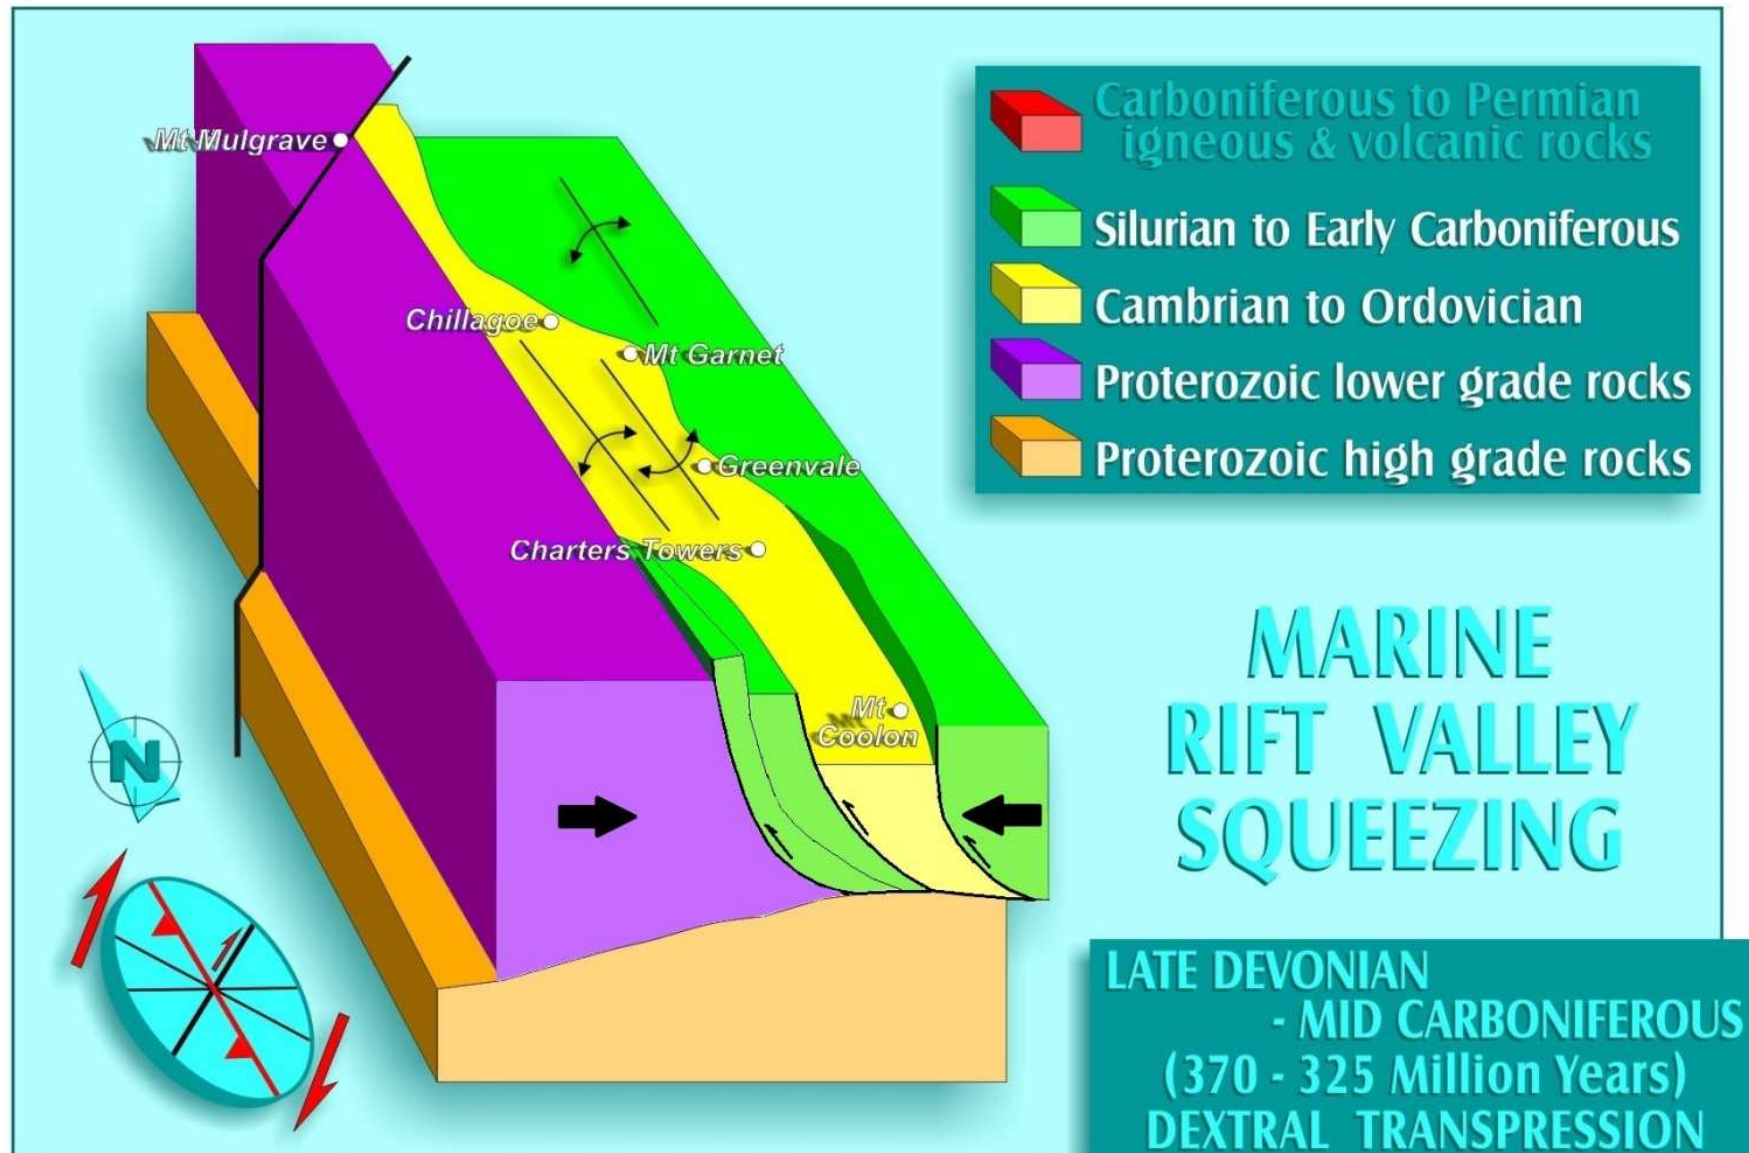 Mt Mulgrave
Chillagoe
Mt Garnet
Greenvale
Charters Towers
Mt
Coolon
N
Carboniferous to Permian
igneous & volcanic rocks
Silurian to Early Carboniferous
Cambrian to Ordovician
Proterozoic lower grade rocks
Proterozoic high grade rocks
MARINE
RIFT VALLEY
SQUEEZING
LATE DEVONIAN
- MID CARBONIFEROUS
(370 - 325 Million Years)
DEXTRAL TRANSPRESSION